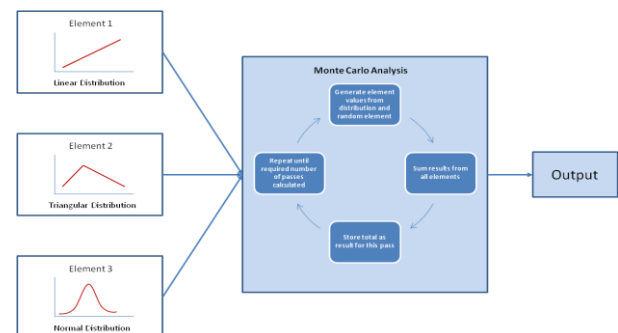 Element 1
Linear Distribution
Element 2
Triangular Distribution
Element 3
Normal Distribution
Monte Carlo Analysis
Generate element
values from
distribution and
random element
Sum results from
all elements
Store total as
result for this pass
Repeat until
required number
of passes
calculated
Output